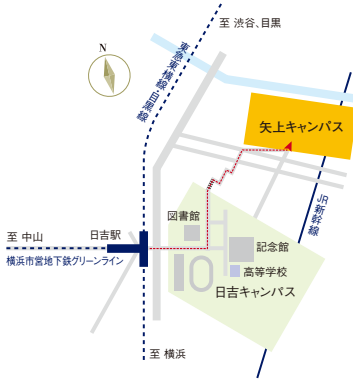 至 渋谷、目黒
N
東急東横線・目黒線
矢上キャンパス
JR新幹線
図書館
日吉駅
至 中山
記念館
横浜市営地下鉄グリーンライン
高等学校
日吉キャンパス
至 横浜